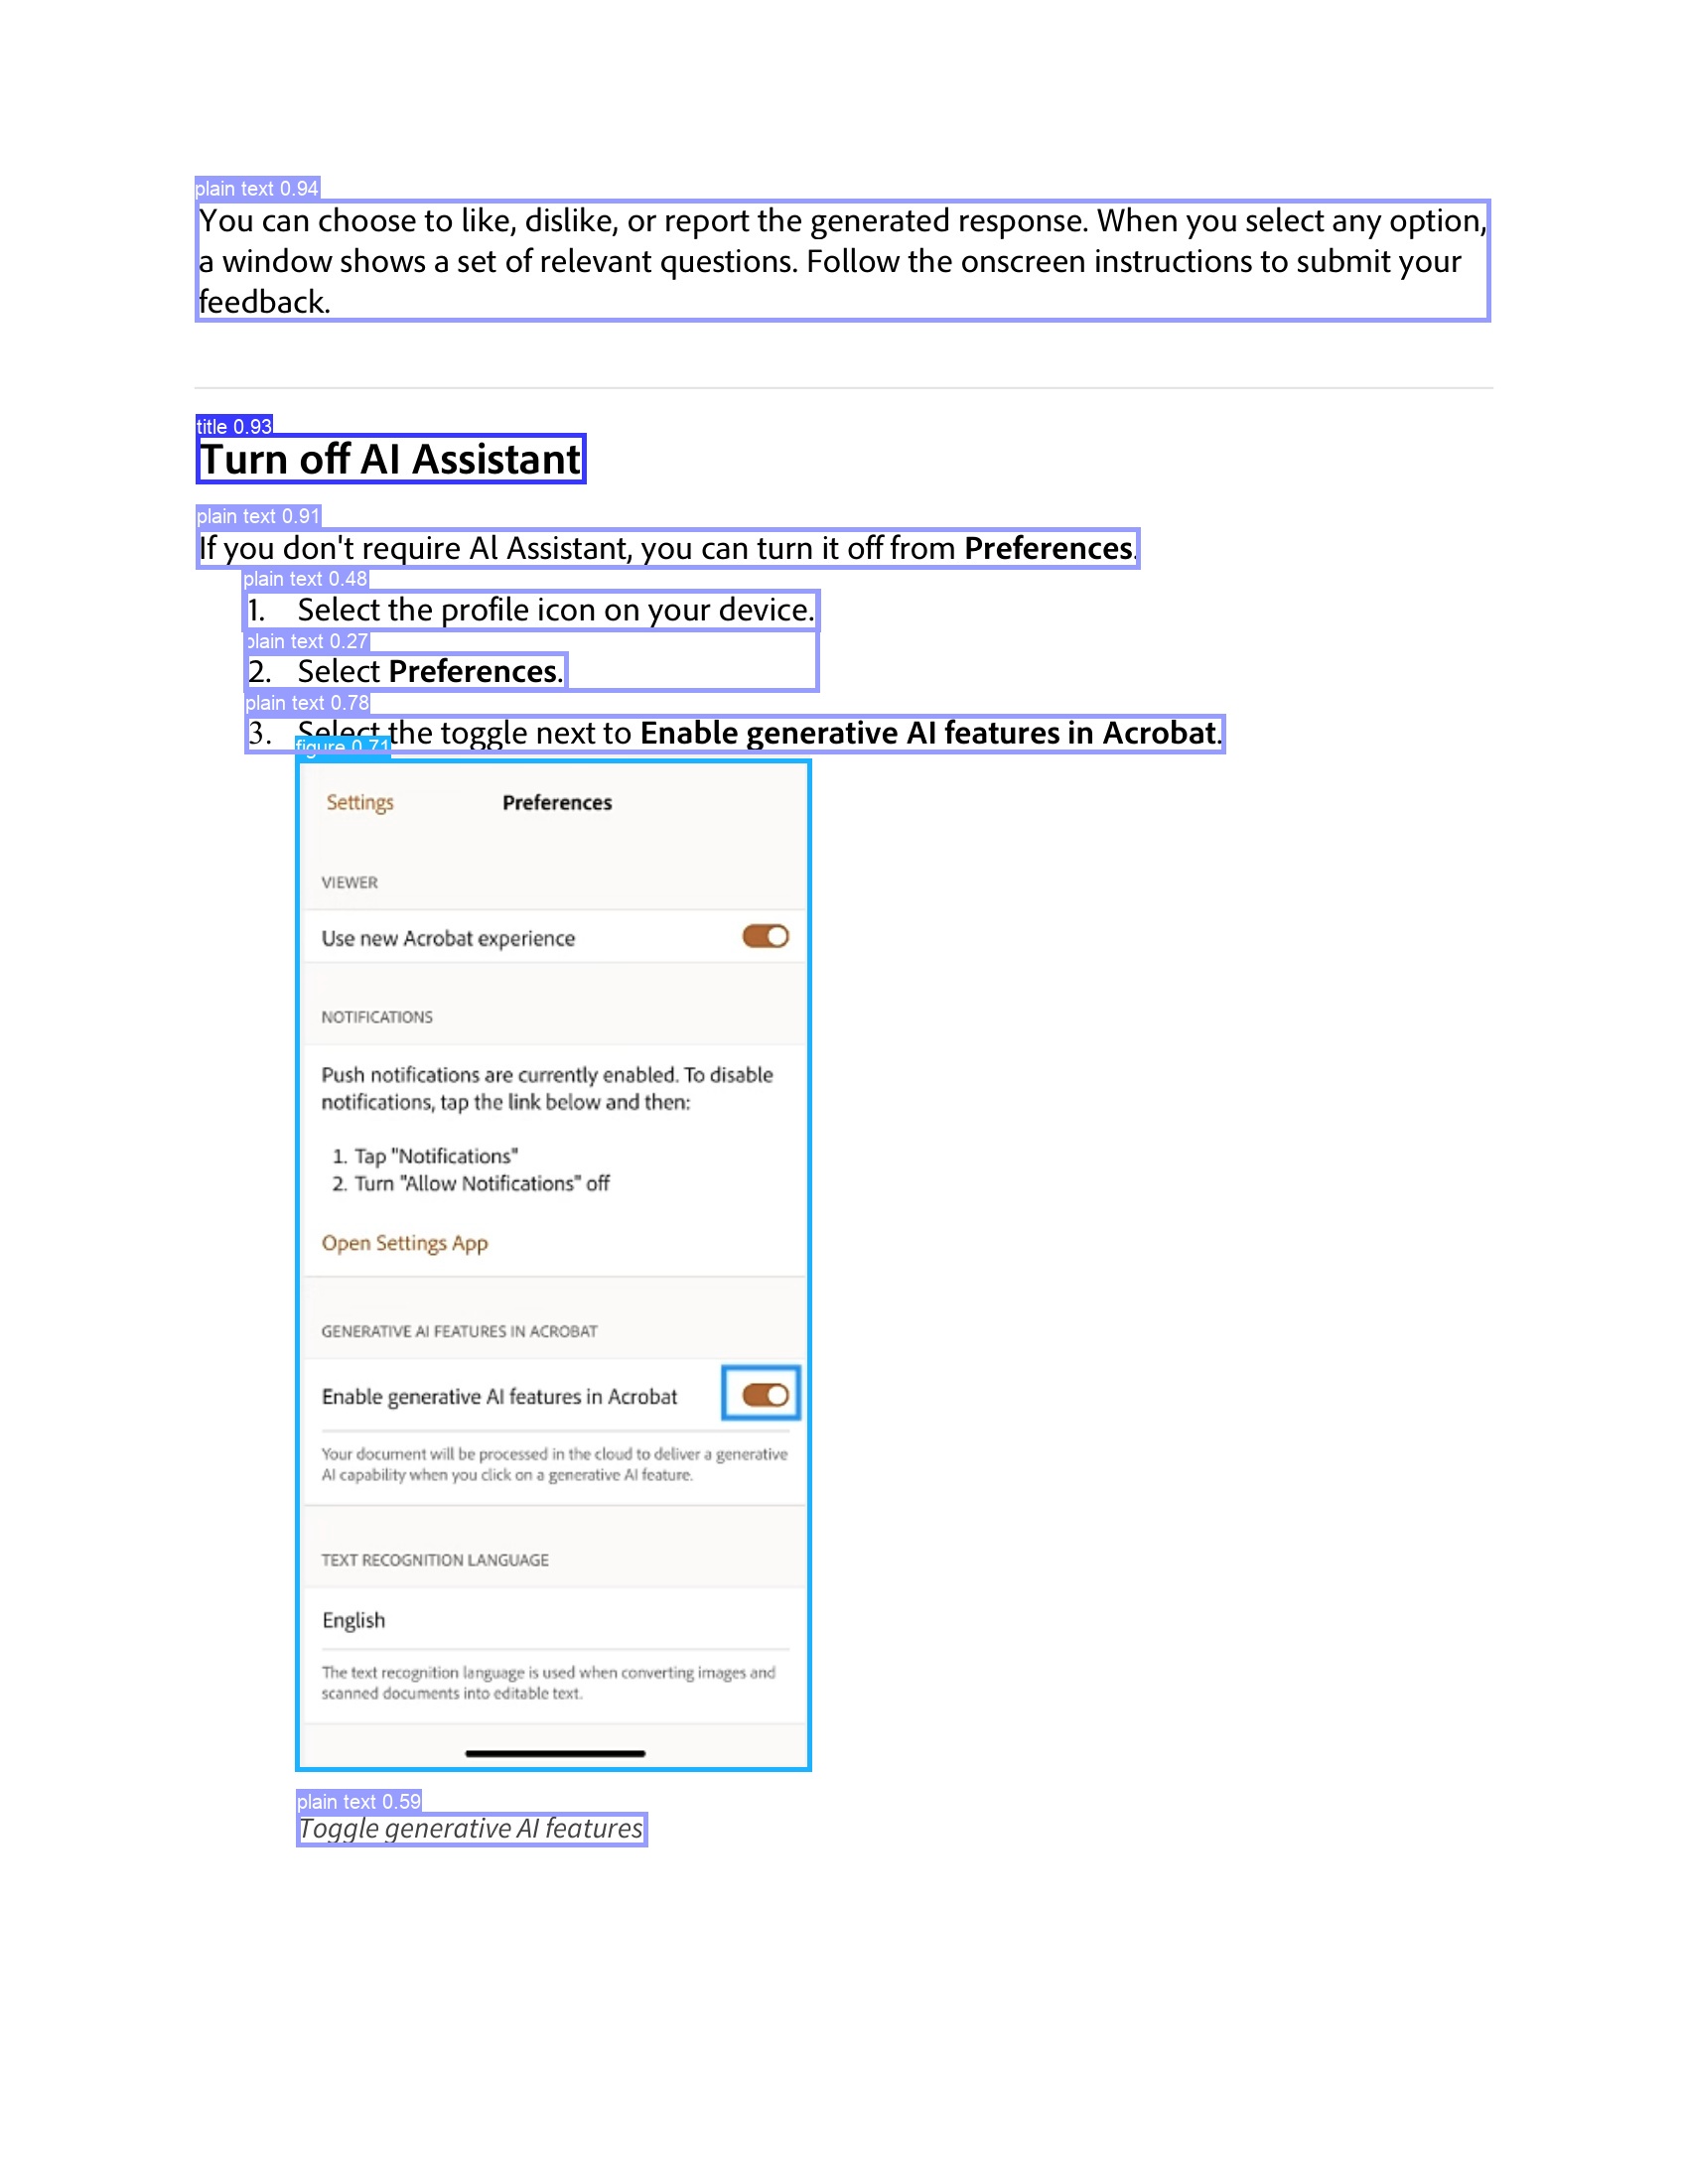 plain text 0.94
You can choose to like, dislike, or report the generated response. When you select any option,
a window shows a set of relevant questions. Follow the onscreen instructions to submit your
feedback.
title 0.93
Turn off AI Assistant
plain text 0.91
If you don't require Al Assistant, you can turn it off from Preferences.
plain text 0.48
1. Select the profile icon on your device.
plain text 0.27
2. Select Preferences.
plain text 0.78
3. Select the toggle next to Enable generative AI features in Acrobat.
figure 0.71
Settings Preferences
VIEWER
Use new Acrobat experience
NOTIFICATIONS
Push notifications are currently enabled. To disable
notifications, tap the link below and then:
1. Tap "Notifications"
2. Turn "Allow Notifications" off
Open Settings App
GENERATIVE AI FEATURES IN ACROBAT
Enable generative AI features in Acrobat
Your document will be processed in the cloud to deliver a generative
AI capability when you click on a generative AI feature.
TEXT RECOGNITION LANGUAGE
English
The text recognition language is used when converting images and
scanned documents into editable text.
plain text 0.59
Toggle generative AI features